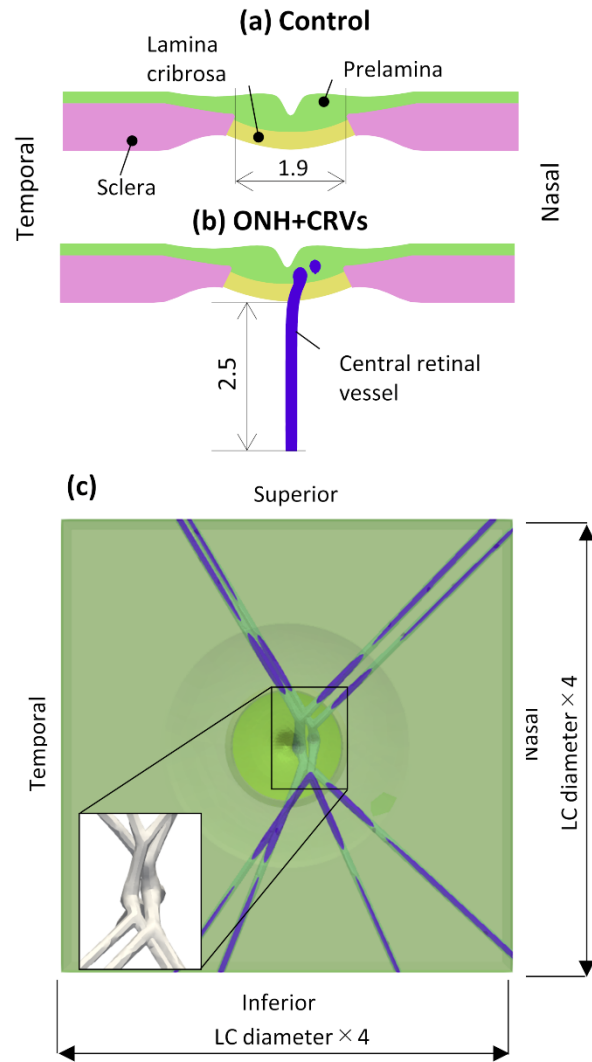 (a) Control
Lamina
cribrosa
Prelamina
Sclera
1.9
Temporal
Nasal
(b) ONH+CRVs
2.5
Central retinal
vessel
(c)
Superior
Temporal
Nasal
LC diameter × 4
Inferior
LC diameter × 4